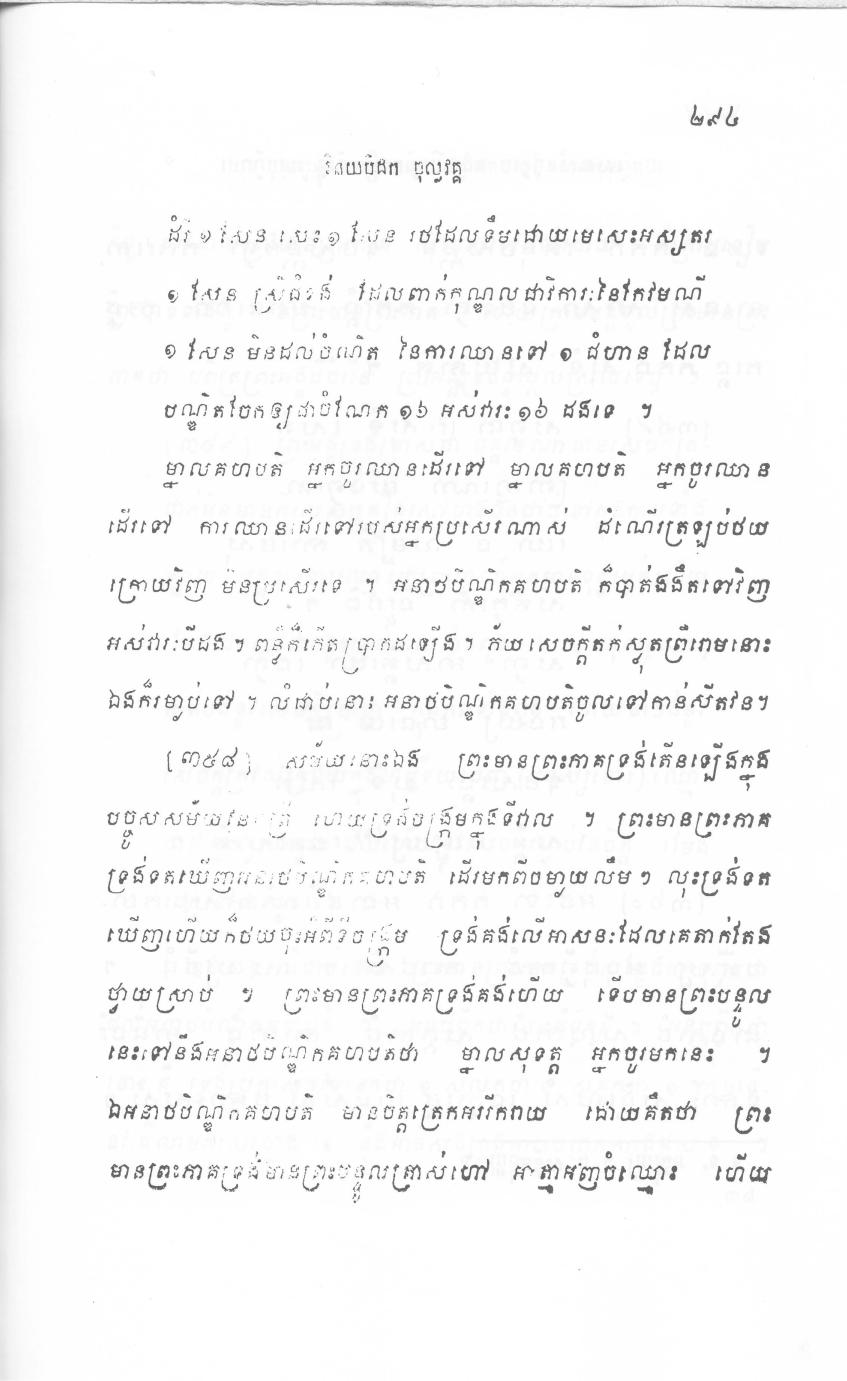 ២៩៤
វិនយបិដក ចុល្លវគ្គ
ដំរី ១ សែន សេះ ១ សែន រថដែលទឹមដោយមេសេះអស្សតរ
១ សែន ស្រីជំទង់ ដែលពាក់កុណ្ឌលជាវិការៈនៃកែវមណី
១ សែន មិនដល់ចំណិត នៃការឈានទៅ ១ ជំហាន ដែល
បណ្ឌិតចែកឲ្យជាចំណែក ១៦ អស់វារៈ ១៦ ដងទេ ។
ម្នាលគហបតិ អ្នកចូរឈានដើរទៅ ម្នាលគហបតិ អ្នកចូរឈាន
ដើរទៅ ការឈានដើរទៅរបស់អ្នកប្រសើរណាស់ ដំណើរត្រឡប់ថយ
ក្រោយវិញ មិនប្រសើរទេ ។ អនាថបិណ្ឌិកគហបតិ ក៏បាត់ងងឹតទៅវិញ
អស់វារៈបីដង ។ ពន្លឺក៏កើតប្រាកដឡើង ។ ភ័យ សេចក្តីតក់ស្លុតព្រឺរោមនោះ
ឯងក៏រម្ងាប់ទៅ ។ លំដាប់នោះ អនាថបិណ្ឌិកគហបតិចូលទៅកាន់សីតវន ។
[៣៥៨] សម័យនោះឯង ព្រះមានព្រះភាគទ្រង់តើនឡើងក្នុង
បច្ចូសសម័យនៃរាត្រី ហើយទ្រង់ចង្ក្រមក្នុងទីវាល ។ ព្រះមានព្រះភាគ
ទ្រង់ទតឃើញអនាថបិណ្ឌិកគហបតិ ដើរមកពីចម្ងាយលឹម ៗ លុះទ្រង់ទត
ឃើញហើយក៏ថយចុះអំពីទីចង្ក្រម ទ្រង់គង់លើអាសនៈដែលគេតាក់តែង
ថ្វាយស្រាប់ ។ ព្រះមានព្រះភាគទ្រង់គង់ហើយ ទើបមានព្រះបន្ទូល
នេះទៅនឹងអនាថបិណ្ឌិកគហបតិថា ម្នាលសុទត្ត អ្នកចូរមកនេះ ។
ឯអនាថបិណ្ឌិកគហបតិ មានចិត្តត្រេកអររីករាយ ដោយគិតថា ព្រះ
មានព្រះភាគទ្រង់មានព្រះបន្ទូលត្រាស់ហៅ អាត្មាអញចំឈ្មោះ ហើយ